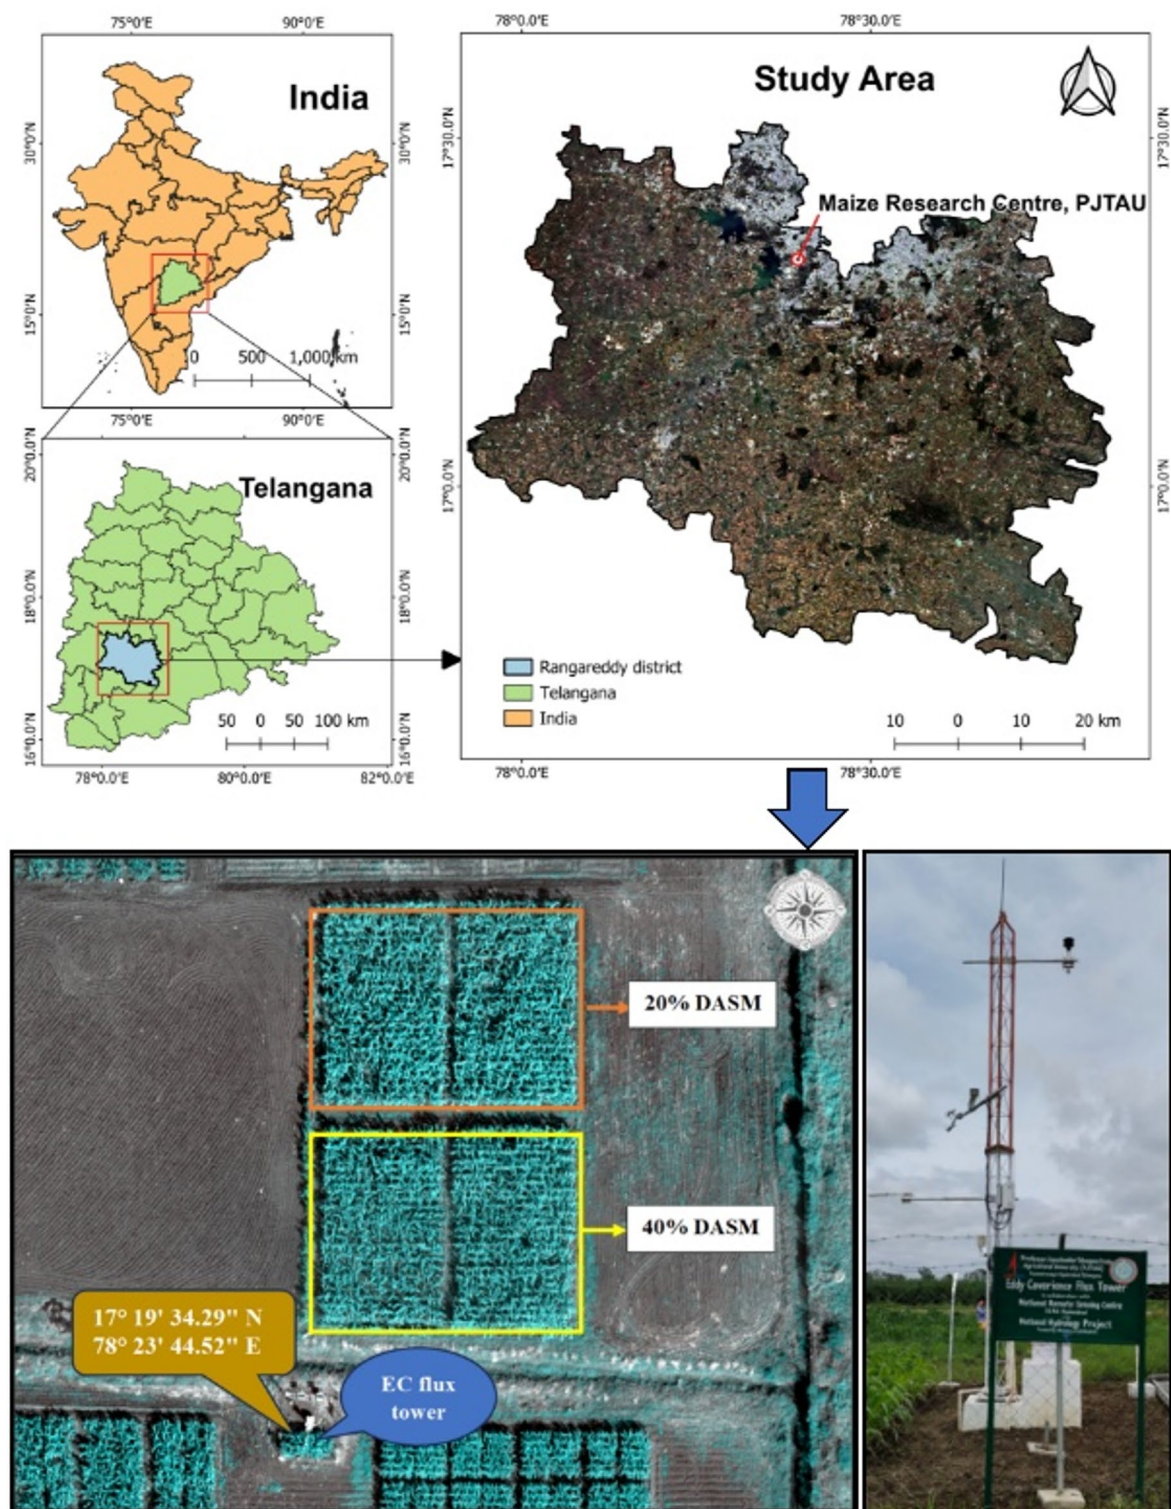 75°0'E
90°0'E
India
30°0'N
30°0'N
15°0'N
15°0'N
0 500 1,000 km
75°0'E
90°0'E
20°0.0'N
20°0.0'N
Telangana
18°0.0'N
18°0.0'N
50 0 50 100 km
16°0.0'N
16°0.0'N
78°0.0'E
80°0.0'E
82°0.0'E
78°0.0'E
78°30.0'E
Study Area
17°30.0'N
17°30.0'N
Maize Research Centre, PJTAU
17°0.0'N
17°0.0'N
Rangareddy district
Telangana
India
10 0 10 20 km
78°0.0'E
78°30.0'E
20% DASM
40% DASM
17° 19' 34.29" N
78° 23' 44.52" E
EC flux
tower
Eddy Covariance Flux Tower
National Remote Sensing Centre
National Hydrology Project